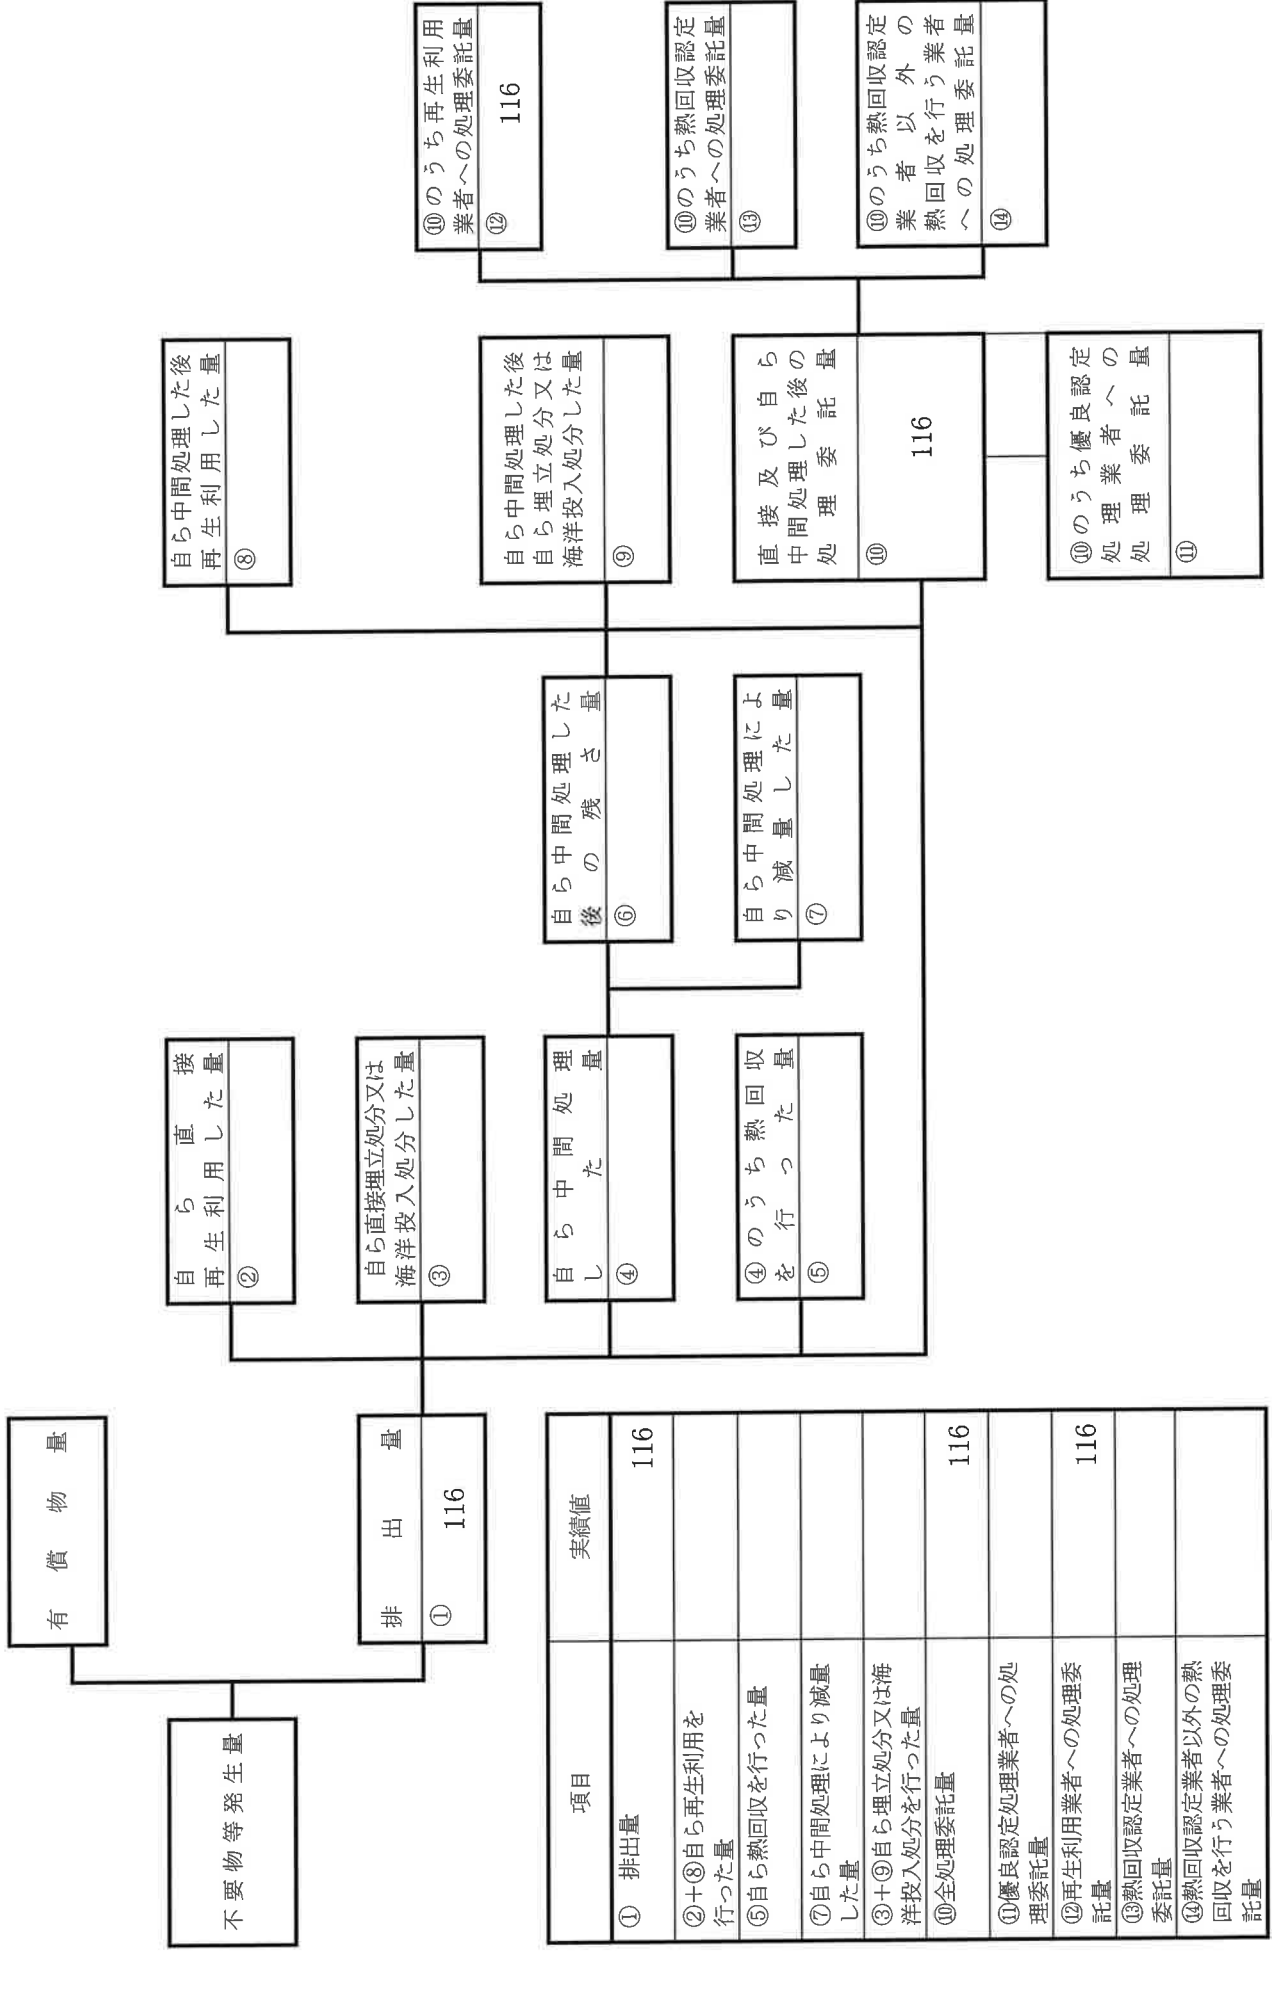 不要物等発生量
有償物量
排出量
①
116
自ら直接
再生利用した量
②
自ら直接埋立処分又は
海洋投入処分した量
③
自ら中間処理
した量
④
④のうち熱回収
を行った量
⑤
自ら中間処理した
後の残さ量
⑥
自ら中間処理によ
り減量した量
⑦
自ら中間処理した後
再生利用した量
⑧
自ら中間処理した後
自ら埋立処分又は
海洋投入処分した量
⑨
直接及び自ら
中間処理した後の
処理委託量
⑩
116
⑩のうち優良認定
処理業者への
処理委託量
⑪
⑩のうち再生利用
業者への処理委託量
⑫
116
⑩のうち熱回収認定
業者への処理委託量
⑬
⑩のうち熱回収認定
業者以外の
熱回収を行う業者
への処理委託量
⑭
項目 実績値
① 排出量 116
②＋⑧自ら再生利用を
行った量
⑤自ら熱回収を行った量
⑦自ら中間処理により減量
した量
③＋⑨自ら埋立処分又は海
洋投入処分を行った量
⑩全処理委託量 116
⑪優良認定処理業者への処
理委託量
⑫再生利用業者への処理委 116
託量
⑬熱回収認定業者への処理
委託量
⑭熱回収認定業者以外の熱
回収を行う業者への処理委
託量